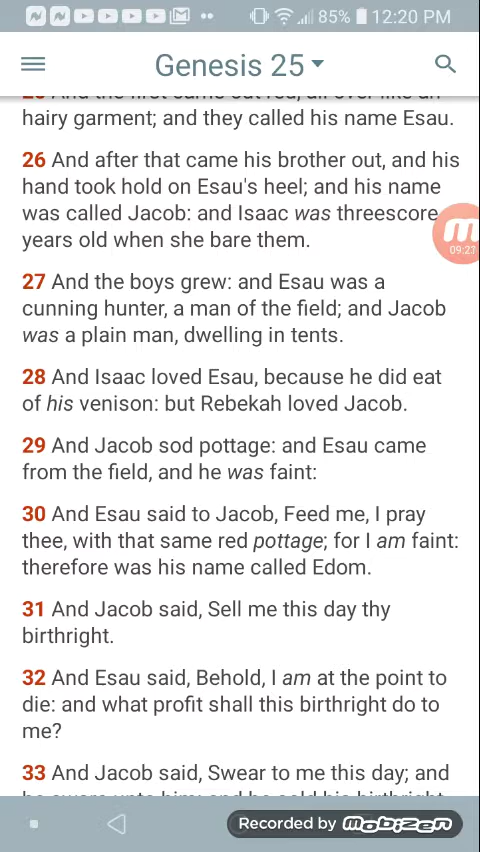 85% 12:20 PM
Genesis 25
hairy garment; and they called his name Esau.
26 And after that came his brother out, and his
hand took hold on Esau's heel; and his name
was called Jacob: and Isaac was threescore
years old when she bare them.
27 And the boys grew: and Esau was a
cunning hunter, a man of the field; and Jacob
was a plain man, dwelling in tents.
28 And Isaac loved Esau, because he did eat
of his venison: but Rebekah loved Jacob.
29 And Jacob sod pottage: and Esau came
from the field, and he was faint:
30 And Esau said to Jacob, Feed me, I pray
thee, with that same red pottage; for I am faint:
therefore was his name called Edom.
31 And Jacob said, Sell me this day thy
birthright.
32 And Esau said, Behold, I am at the point to
die: and what profit shall this birthright do to
me?
33 And Jacob said, Swear to me this day; and
Recorded by mobizen